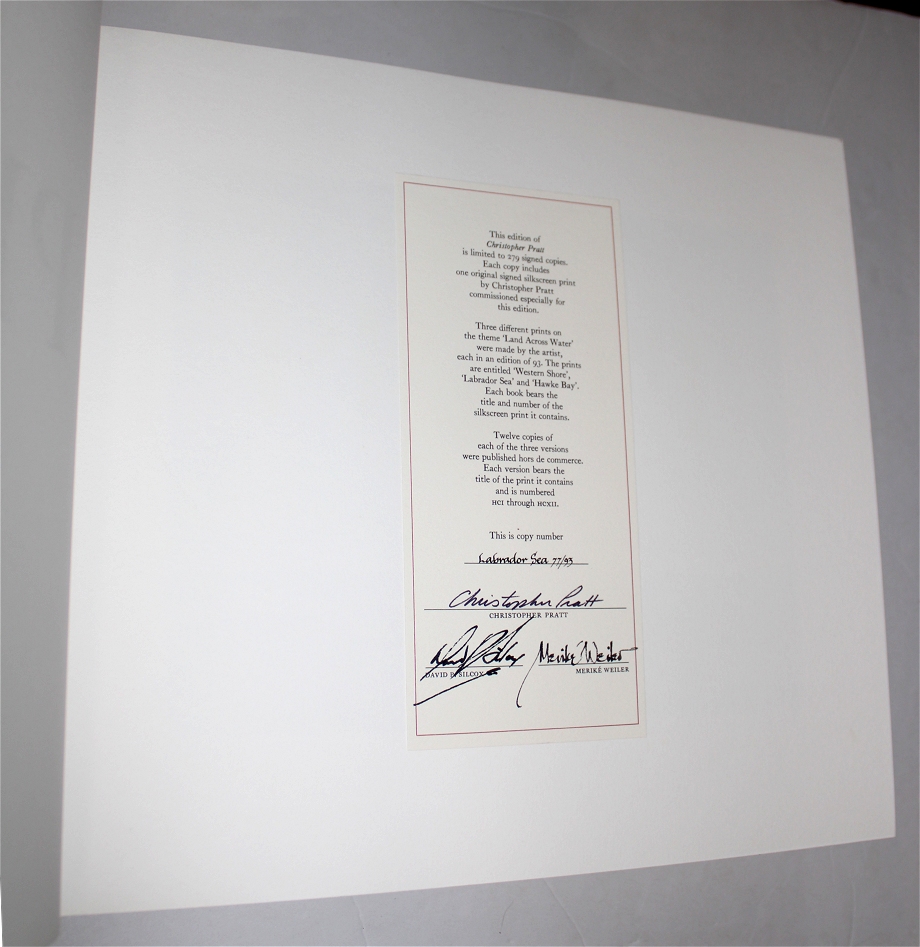 This edition of
Christopher Pratt
is limited to 279 signed copies.
Each copy includes
one original signed silkscreen print
by Christopher Pratt
commissioned especially for
this edition.
Three different prints on
the theme 'Land Across Water'
were made by the artist,
each in an edition of 93. The prints
are entitled 'Western Shore',
'Labrador Sea' and 'Hawke Bay'.
Each book bears the
title and number of the
silkscreen print it contains.
Twelve copies of
each of the three versions
were published hors de commerce.
Each version bears the
title of the print it contains
and is numbered
HCI through HCXII.
This is copy number
Labrador Sea 77/93
Christopher Pratt
CHRISTOPHER PRATT
David P. Silcox Merike Weiler
DAVID P. SILCOX MERIKE WEILER